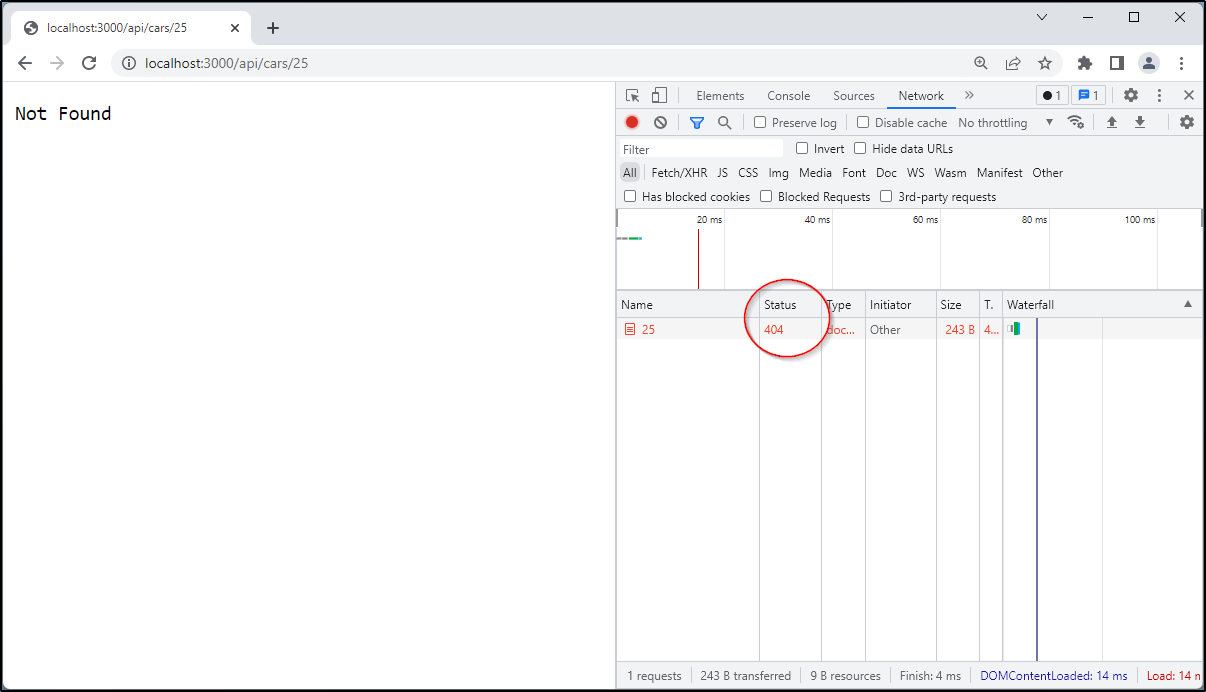 localhost:3000/api/cars/25
localhost:3000/api/cars/25
Not Found
Elements Console Sources Network 1 1
Preserve log Disable cache No throttling
Filter Invert Hide data URLs
All Fetch/XHR JS CSS Img Media Font Doc WS Wasm Manifest Other
Has blocked cookies Blocked Requests 3rd-party requests
20 ms 40 ms 60 ms 80 ms 100 ms
Name Status Type Initiator Size T. Waterfall
25 404 doc... Other 243 B 4...
1 requests 243 B transferred 9 B resources Finish: 4 ms DOMContentLoaded: 14 ms Load: 14 n